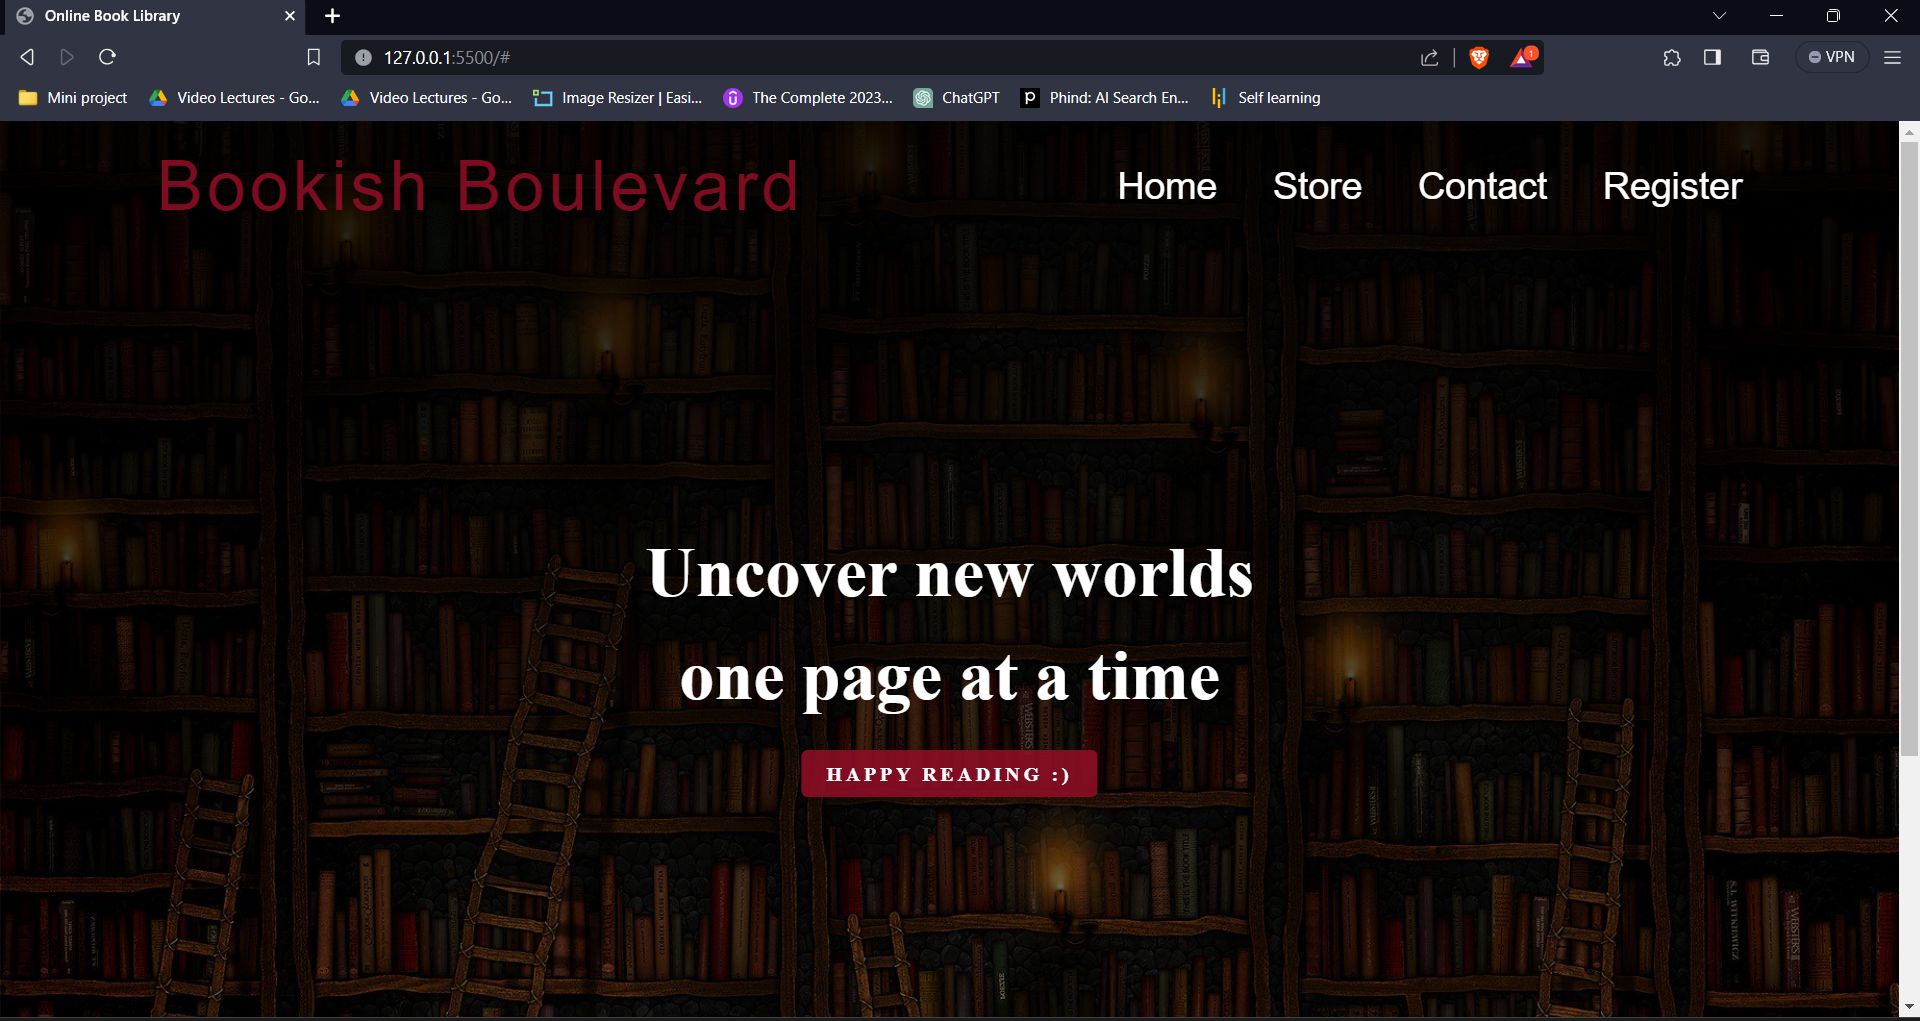 Online Book Library
127.0.0.1:5500/#
1
VPN
Mini project
Video Lectures - Go...
Video Lectures - Go...
Image Resizer | Easi...
The Complete 2023...
ChatGPT
Phind: AI Search En...
Self learning
Bookish Boulevard
Home
Store
Contact
Register
Uncover new worlds
one page at a time
HAPPY READING :)